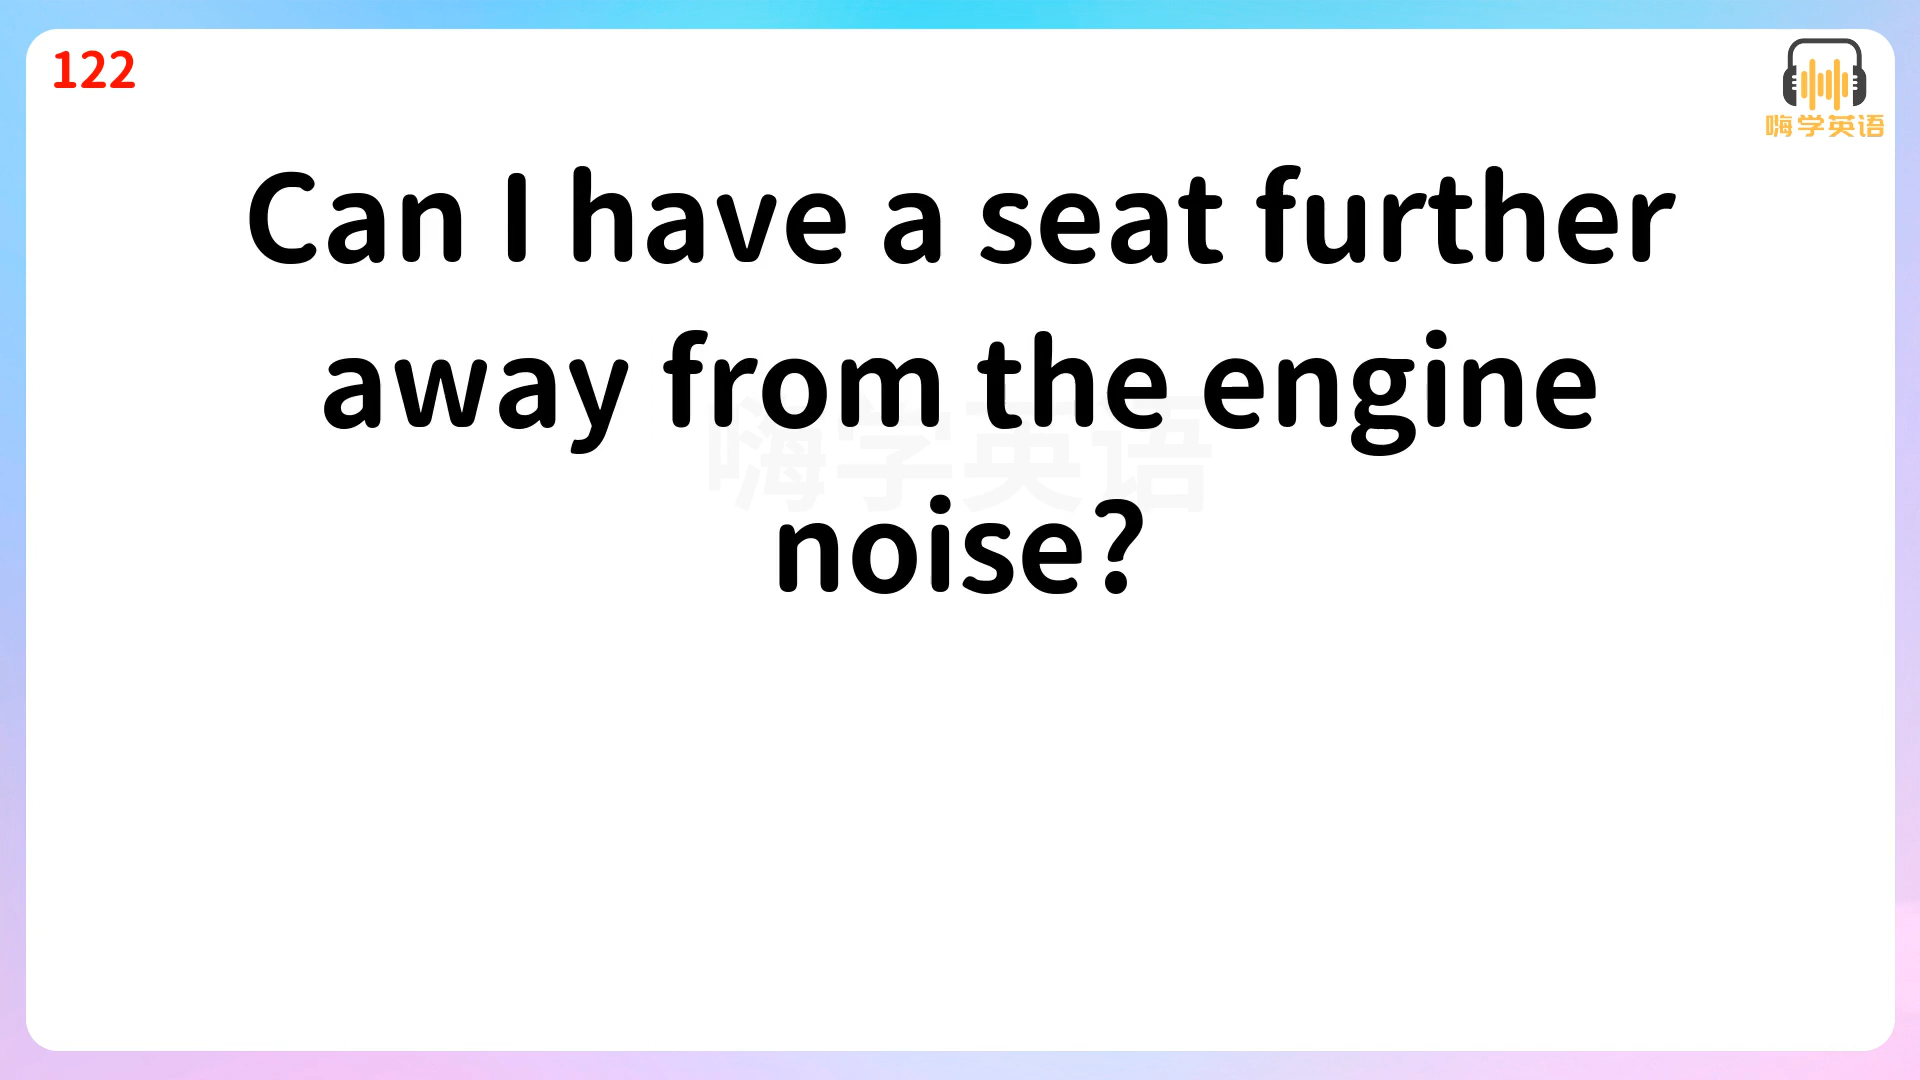 122
嗨学英语
Can I have a seat further
away from the engine
noise?
嗨学英语